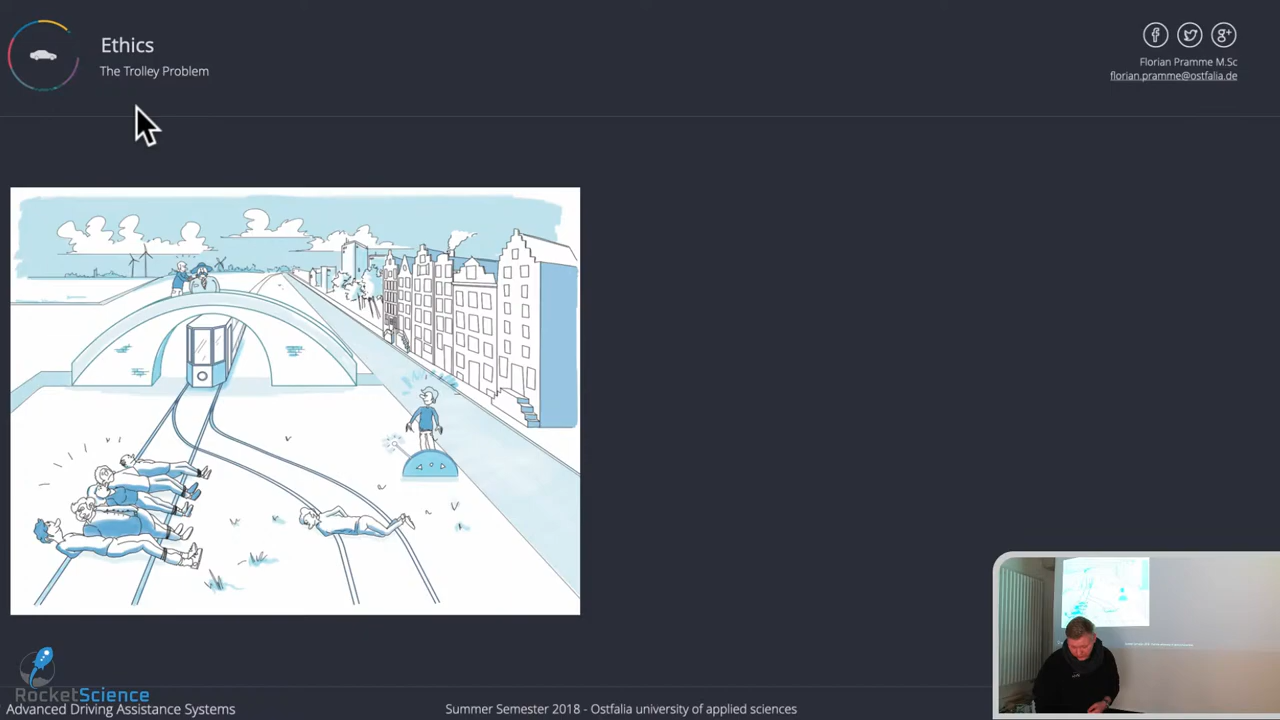 Ethics
The Trolley Problem
Florian Pramme M.Sc
florian.pramme@ostfalia.de
RocketScience
Advanced Driving Assistance Systems
Summer Semester 2018 - Ostfalia university of applied sciences